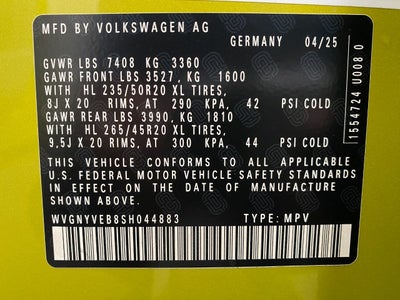 MFD BY VOLKSWAGEN AG
GERMANY 04/25
GVWR LBS 7408 KG 3360
GAWR FRONT LBS 3527, KG 1600
WITH HL 235/50R20 XL TIRES,
8J X 20 RIMS, AT 290 KPA, 42 PSI COLD
GAWR REAR LBS 3990, KG 1810
WITH HL 265/45R20 XL TIRES,
9,5J X 20 RIMS, AT 300 KPA, 44 PSI COLD
THIS VEHICLE CONFORMS TO ALL APPLICABLE
U.S. FEDERAL MOTOR VEHICLE SAFETY STANDARDS
IN EFFECT ON THE DATE OF MANUFACTURE
SHOWN ABOVE.
WVGNYVEB8SH044883 TYPE: MPV
1554724 U008 0